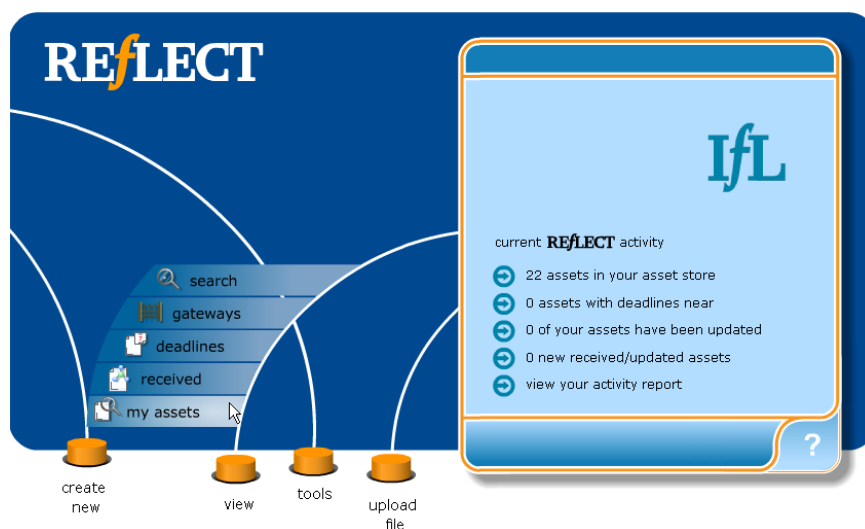 REfLECT
IfL
current REfLECT activity
22 assets in your asset store
0 assets with deadlines near
0 of your assets have been updated
0 new received/updated assets
view your activity report
?
search
gateways
deadlines
received
my assets
create
new
view
tools
upload
file